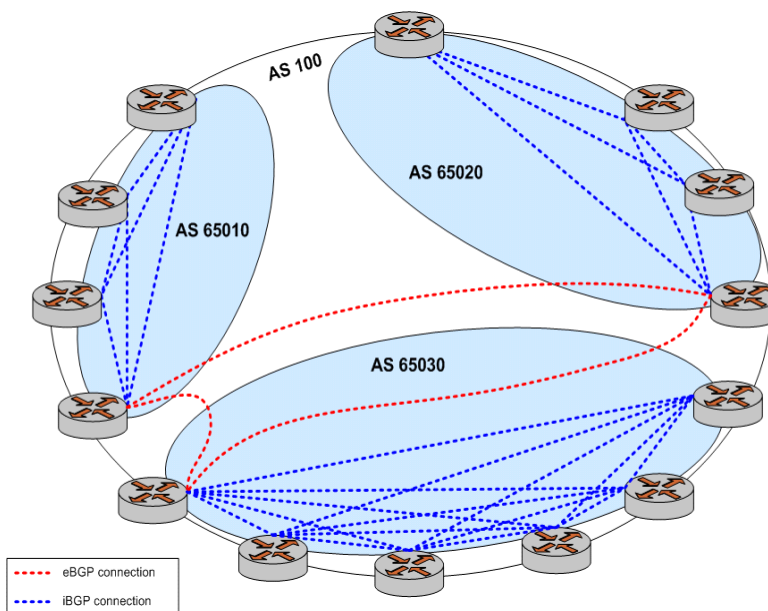 AS 100
AS 65020
AS 65010
AS 65030
eBGP connection
iBGP connection